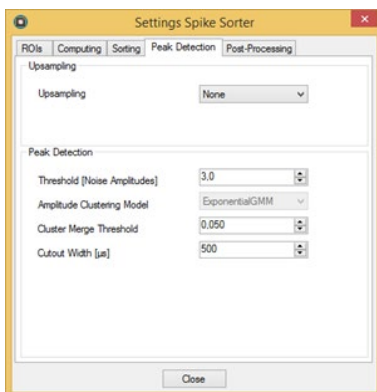 Settings Spike Sorter
ROIs Computing Sorting Peak Detection Post-Processing
Upsampling
Upsampling None
Peak Detection
Threshold [Noise Amplitudes] 3,0
Amplitude Clustering Model ExponentialGMM
Cluster Merge Threshold 0,050
Cutout Width [µs] 500
Close